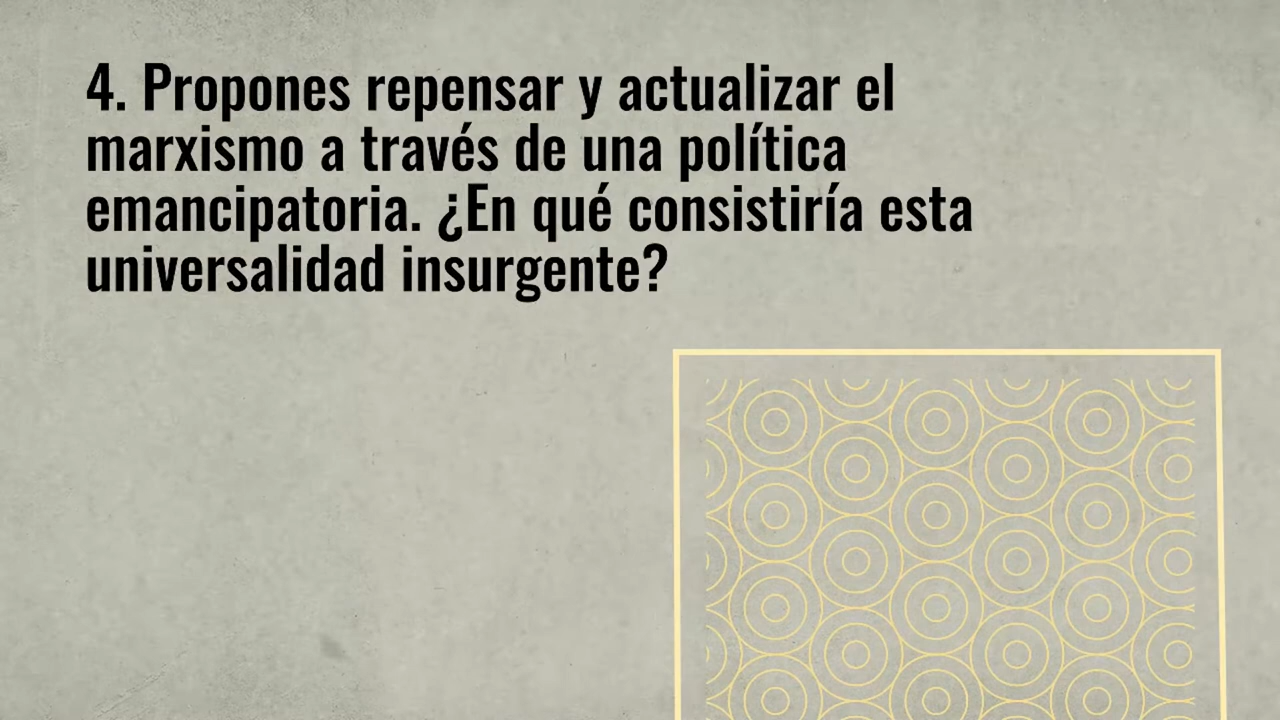 4. Propones repensar y actualizar el
marxismo a través de una política
emancipatoria. ¿En qué consistiría esta
universalidad insurgente?